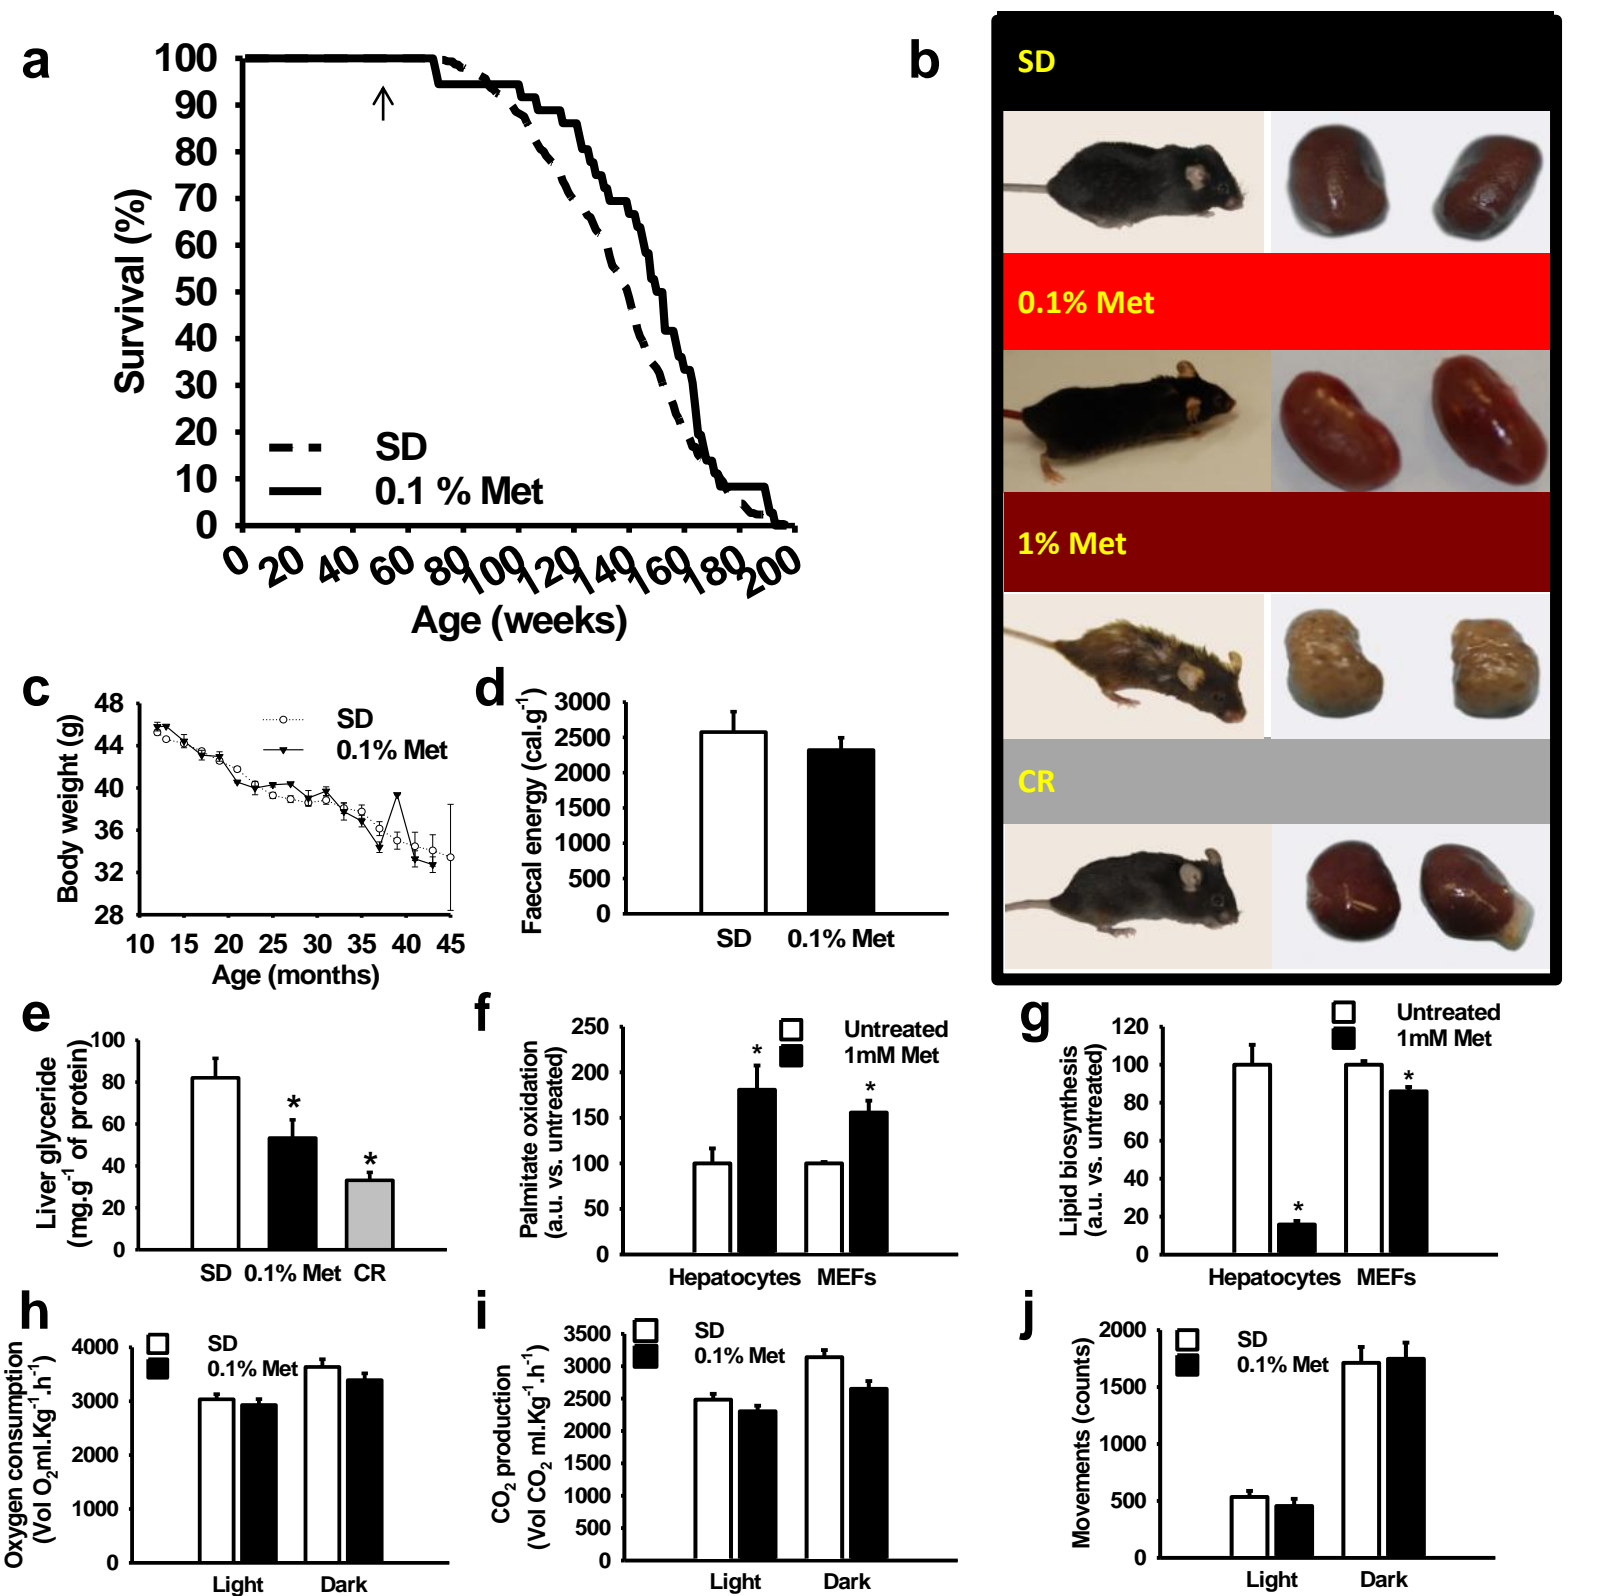 a
100
90
80
70
60
50
40
30
20
10
0
Survival (%)
SD
0.1 % Met
0 20 40 60 80 100 120 140 160 180 200
Age (weeks)
b
SD
0.1% Met
1% Met
CR
c
48
44
40
36
32
28
Body weight (g)
SD
0.1% Met
10 15 20 25 30 35 40 45
Age (months)
d
3000
2500
2000
1500
1000
500
0
Faecal energy (cal.g-1)
SD 0.1% Met
e
100
80
60
40
20
0
Liver glyceride
(mg.g-1 of protein)
*
*
SD 0.1% Met CR
f
250
200
150
100
50
0
Palmitate oxidation
(a.u. vs. untreated)
Untreated
1mM Met
*
*
Hepatocytes MEFs
g
120
100
80
60
40
20
0
Lipid biosynthesis
(a.u. vs. untreated)
Untreated
1mM Met
*
*
Hepatocytes MEFs
h
4000
3000
2000
1000
0
Oxygen consumption
(Vol O2ml.Kg-1.h-1)
SD
0.1% Met
Light Dark
i
3500
3000
2500
2000
1500
1000
500
0
CO2 production
(Vol CO2 ml.Kg-1.h-1)
SD
0.1% Met
Light Dark
j
2000
1500
1000
500
0
Movements (counts)
SD
0.1% Met
Light Dark